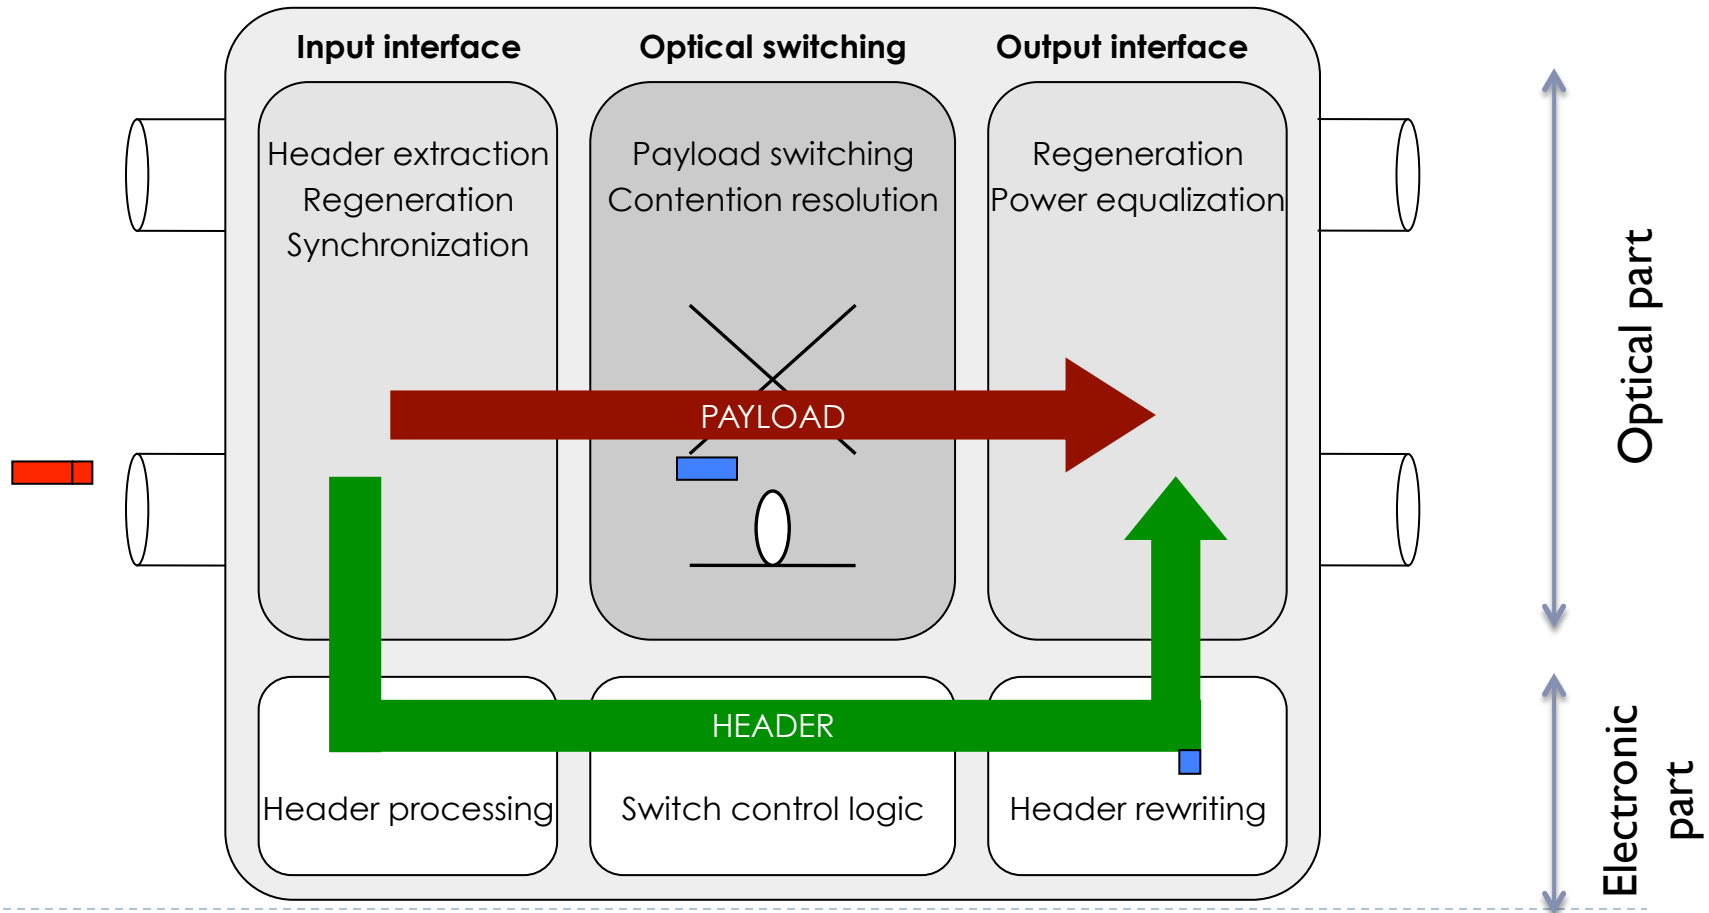 Input interface
Optical switching
Output interface
Header extraction
Regeneration
Synchronization
Payload switching
Contention resolution
Regeneration
Power equalization
PAYLOAD
HEADER
Header processing
Switch control logic
Header rewriting
Optical part
Electronic
part